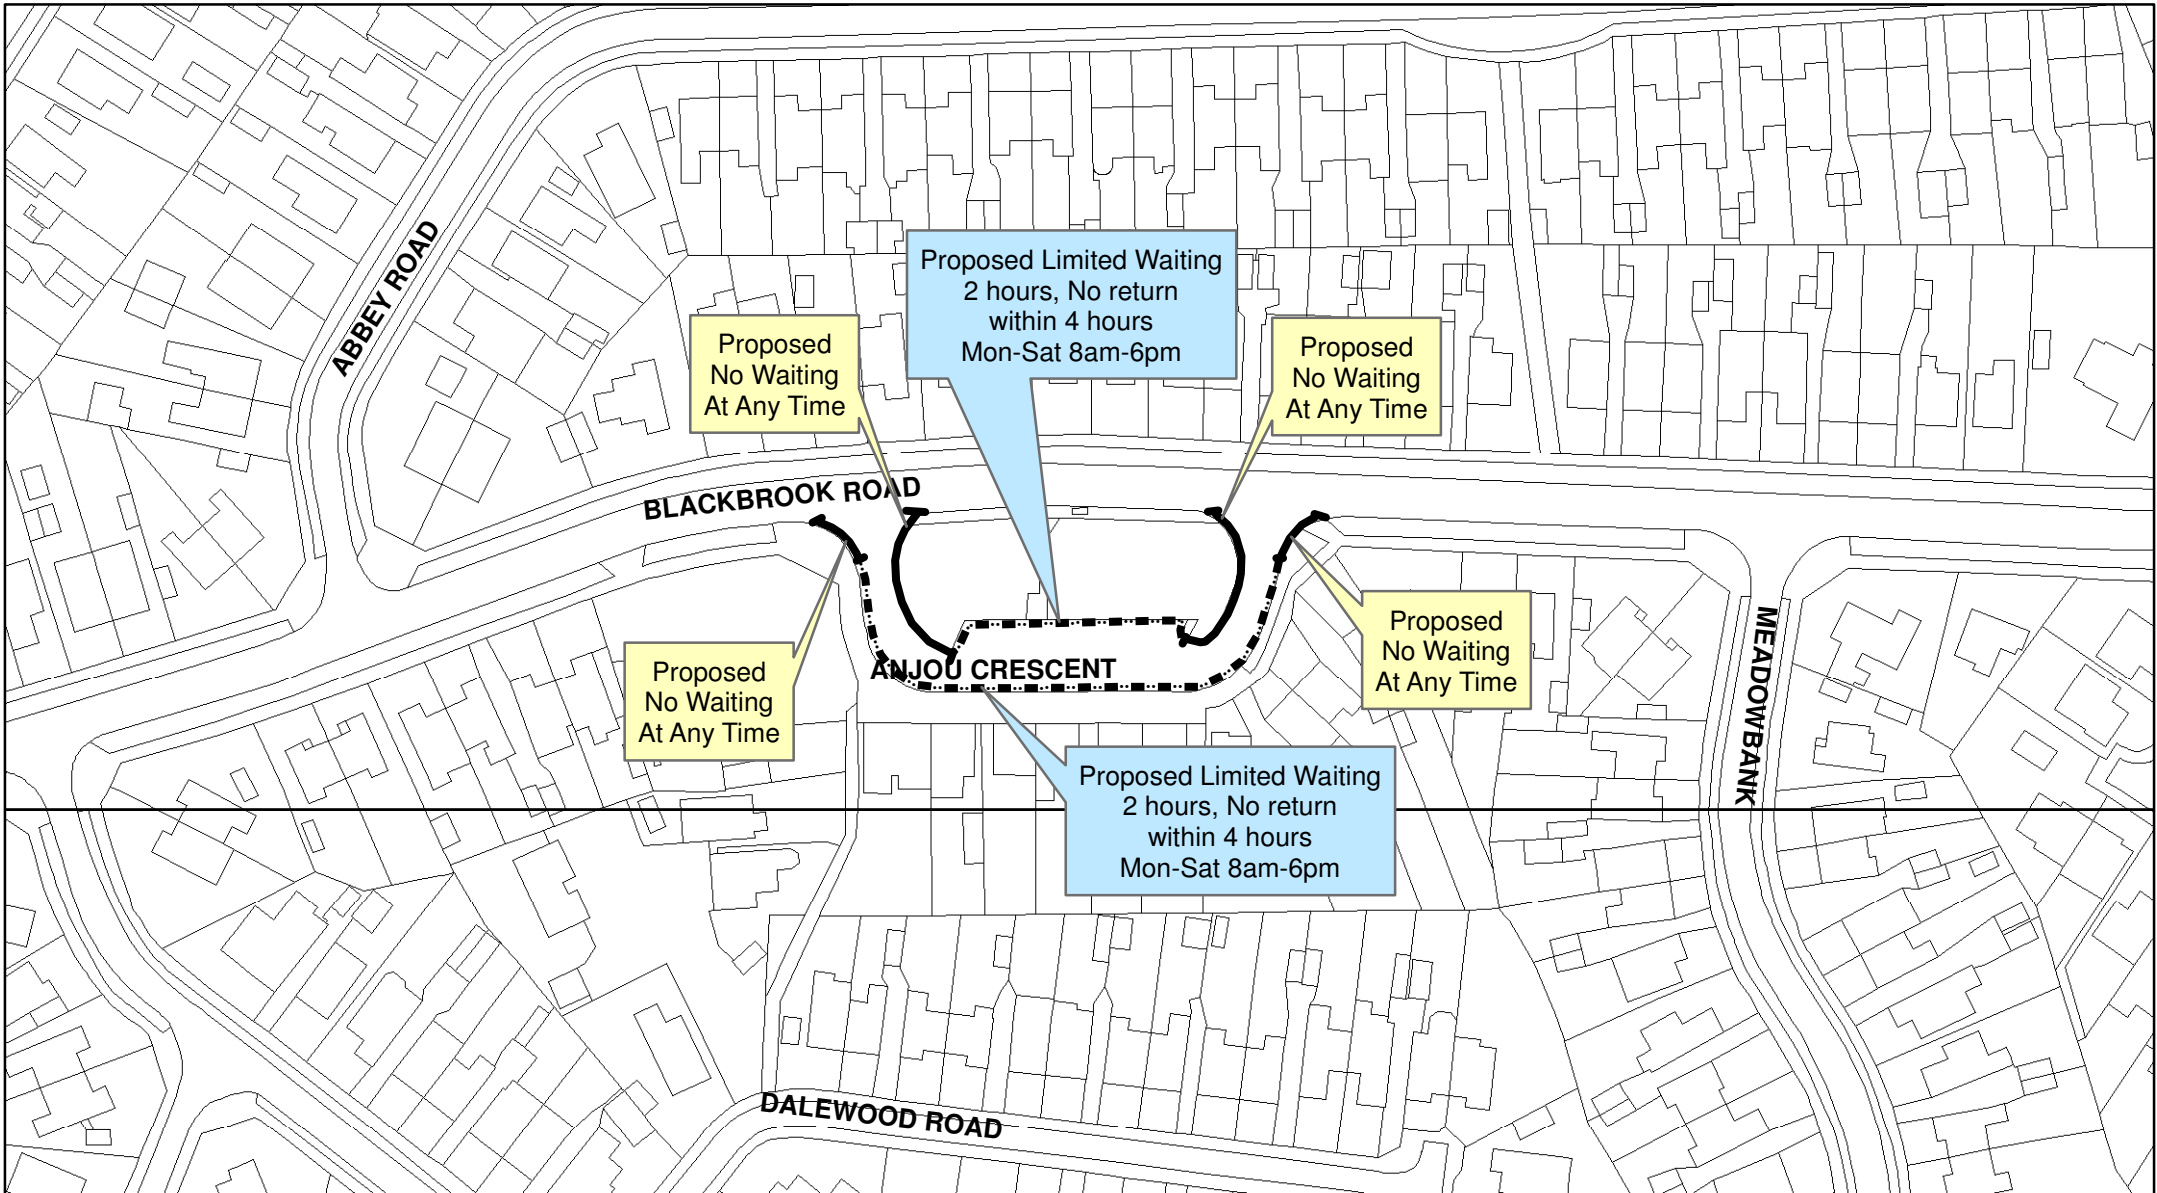 ABBEY ROAD
Proposed Limited Waiting
2 hours, No return
within 4 hours
Mon-Sat 8am-6pm
Proposed
No Waiting
At Any Time
Proposed
No Waiting
At Any Time
BLACKBROOK ROAD
Proposed
No Waiting
At Any Time
ANJOU CRESCENT
Proposed
No Waiting
At Any Time
MEADOWBANK
Proposed Limited Waiting
2 hours, No return
within 4 hours
Mon-Sat 8am-6pm
DALEWOOD ROAD